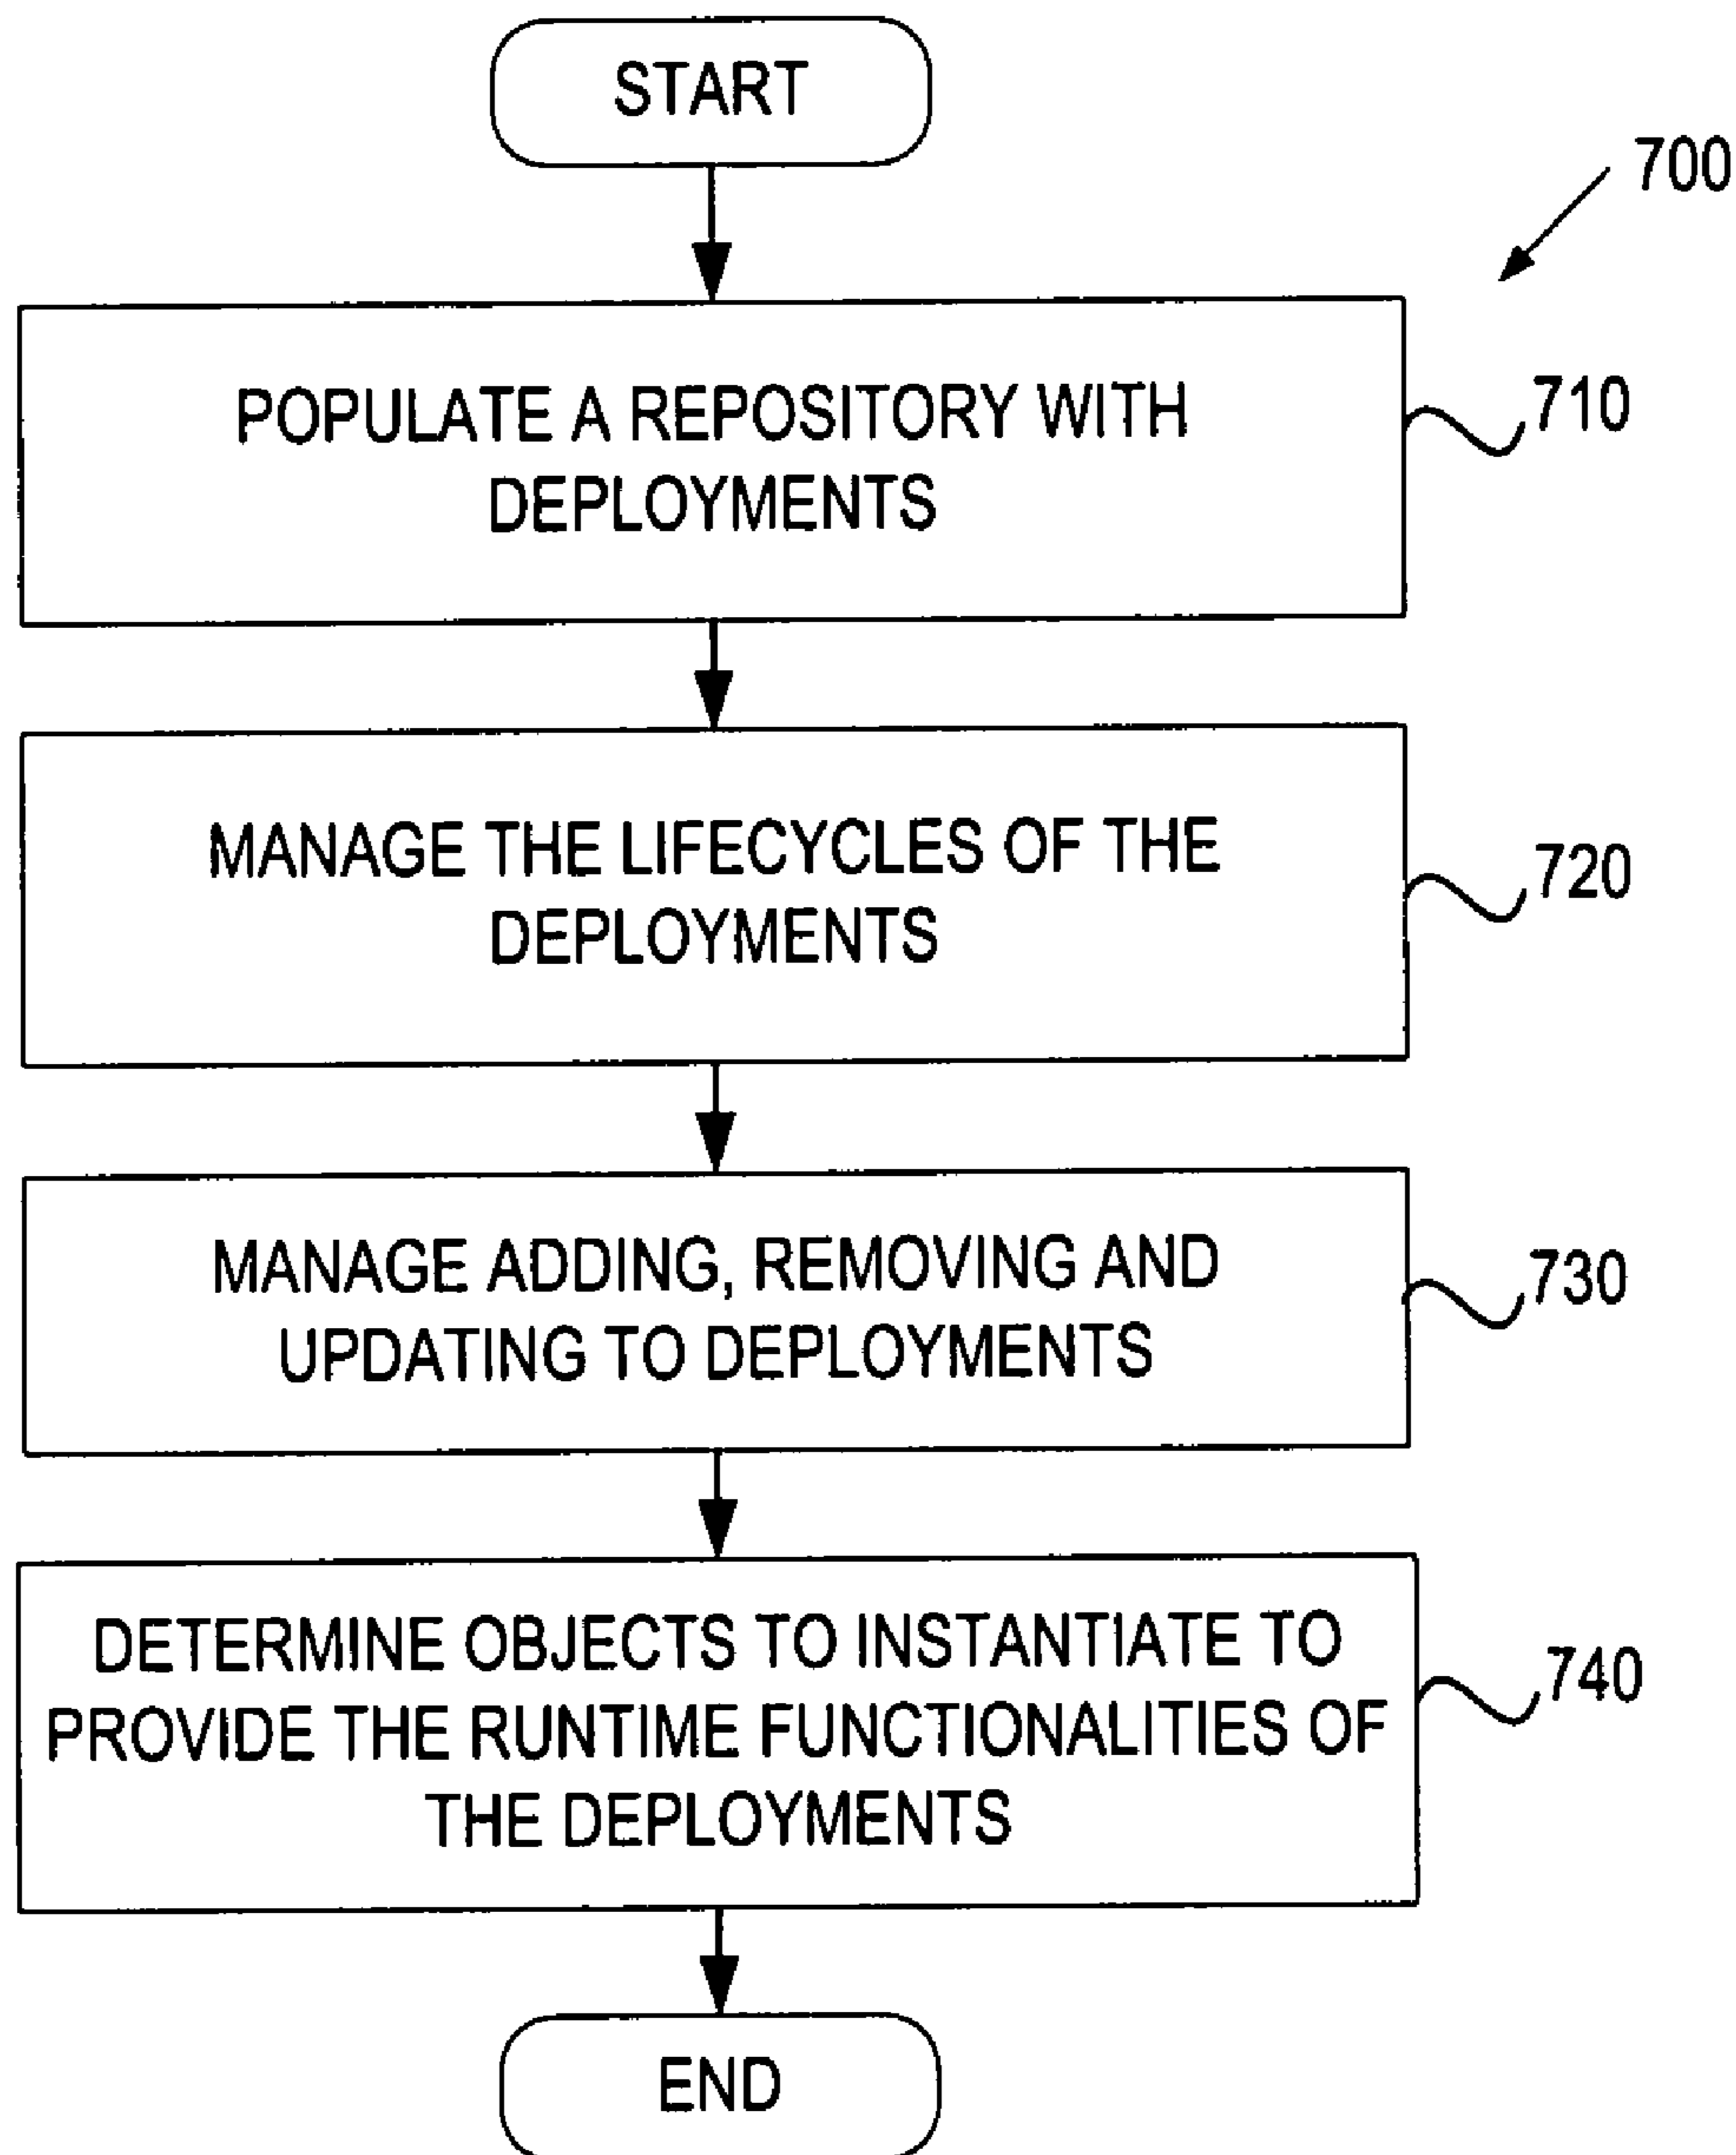 START
700
POPULATE A REPOSITORY WITH
DEPLOYMENTS
710
MANAGE THE LIFECYCLES OF THE
DEPLOYMENTS
720
MANAGE ADDING, REMOVING AND
UPDATING TO DEPLOYMENTS
730
DETERMINE OBJECTS TO INSTANTIATE TO
PROVIDE THE RUNTIME FUNCTIONALITIES OF
THE DEPLOYMENTS
740
END